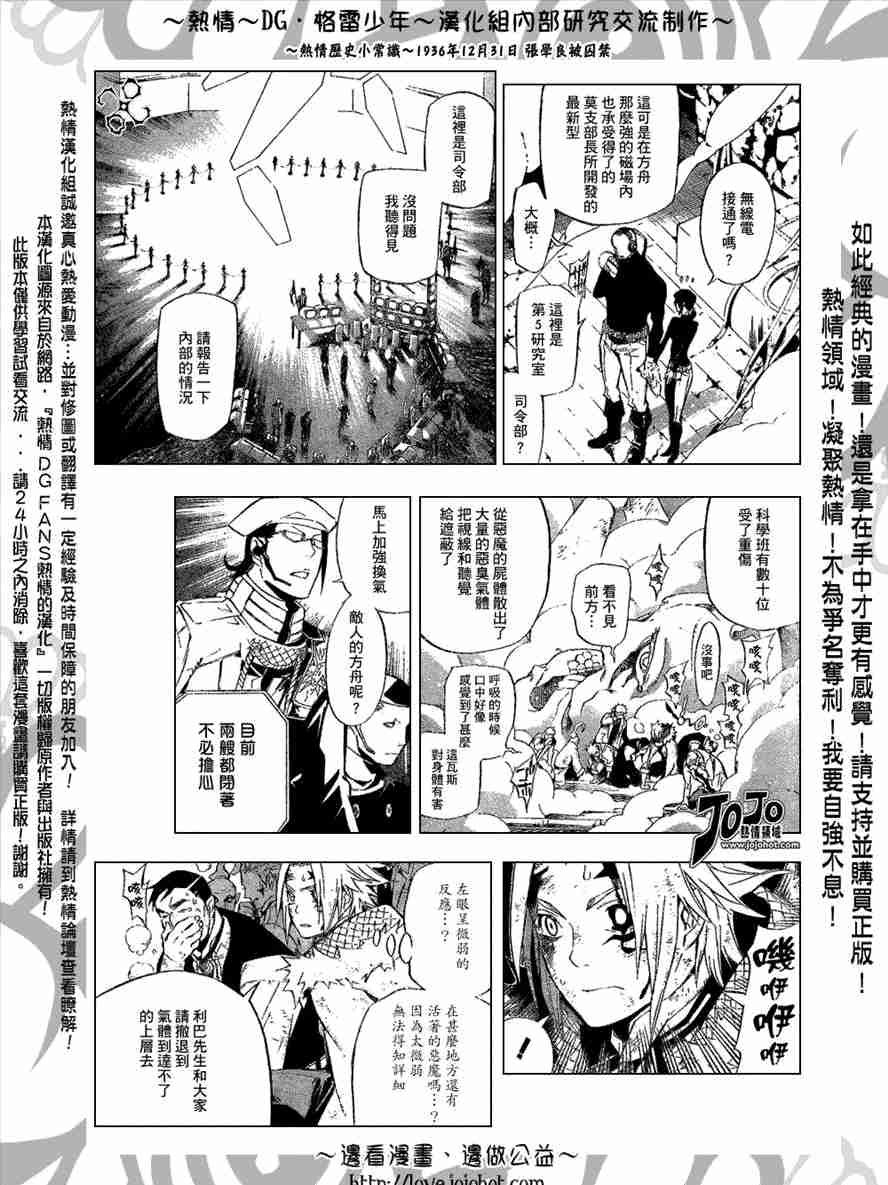 ～熱情～DG．恪雷少年～漢化組內部研究交流制作～
～熱情歷史小常識～1936年12月31日 張學良被囚禁
如此經典的漫畫！還是拿在手中才更有感覺！請支持並購買正版！
熱情領域！凝聚熱情！不為爭名奪利！我要自強不息！
無線電
接通了嗎？
這可是在方舟
那麼強的磁場內
也承受得了的
莫支部長所開發的
最新型
大概…
這裡是
第5研究室
司令部？
這裡是司令部
沒問題
我聽得見
請報告一下
內部的情況
科學班有數十位
受了重傷
看不見
前方…
從惡魔的屍體散出了
大量的惡臭氣體
把視線和聽覺
給遮蔽了
沒事吧
咳咳
咳咳
呼吸的時候
口中好像
感覺到了甚麼
這瓦斯
對身體有害
JOJO
熱情領域
www.jojohot.com
馬上加強換氣
敵人的方舟呢？
目前
兩艘都閉著
不必擔心
嘰咿咿咿
！
左眼呈微弱的
反應…？
在甚麼地方還有
活著的惡魔嗎…？
因為太微弱
無法得知詳細
咳咳
咳咳
利巴先生和大家
請撤退到
氣體到達不了
的上層去
熱情漢化組誠邀真心熱愛動漫…並對修圖或翻譯有一定經驗及時間保障的朋友加入！ 詳情請到熱情論壇查看瞭解！
本漢化圖源來自於網路．『熱情DG FANS熱情的漢化』一切版權歸原作者與出版社擁有！
此版本僅供學習試看交流．．請24小時之內消除．喜歡這套漫畫請購買正版！謝謝。
～邊看漫畫、邊做公益～
http://love.jojohot.com